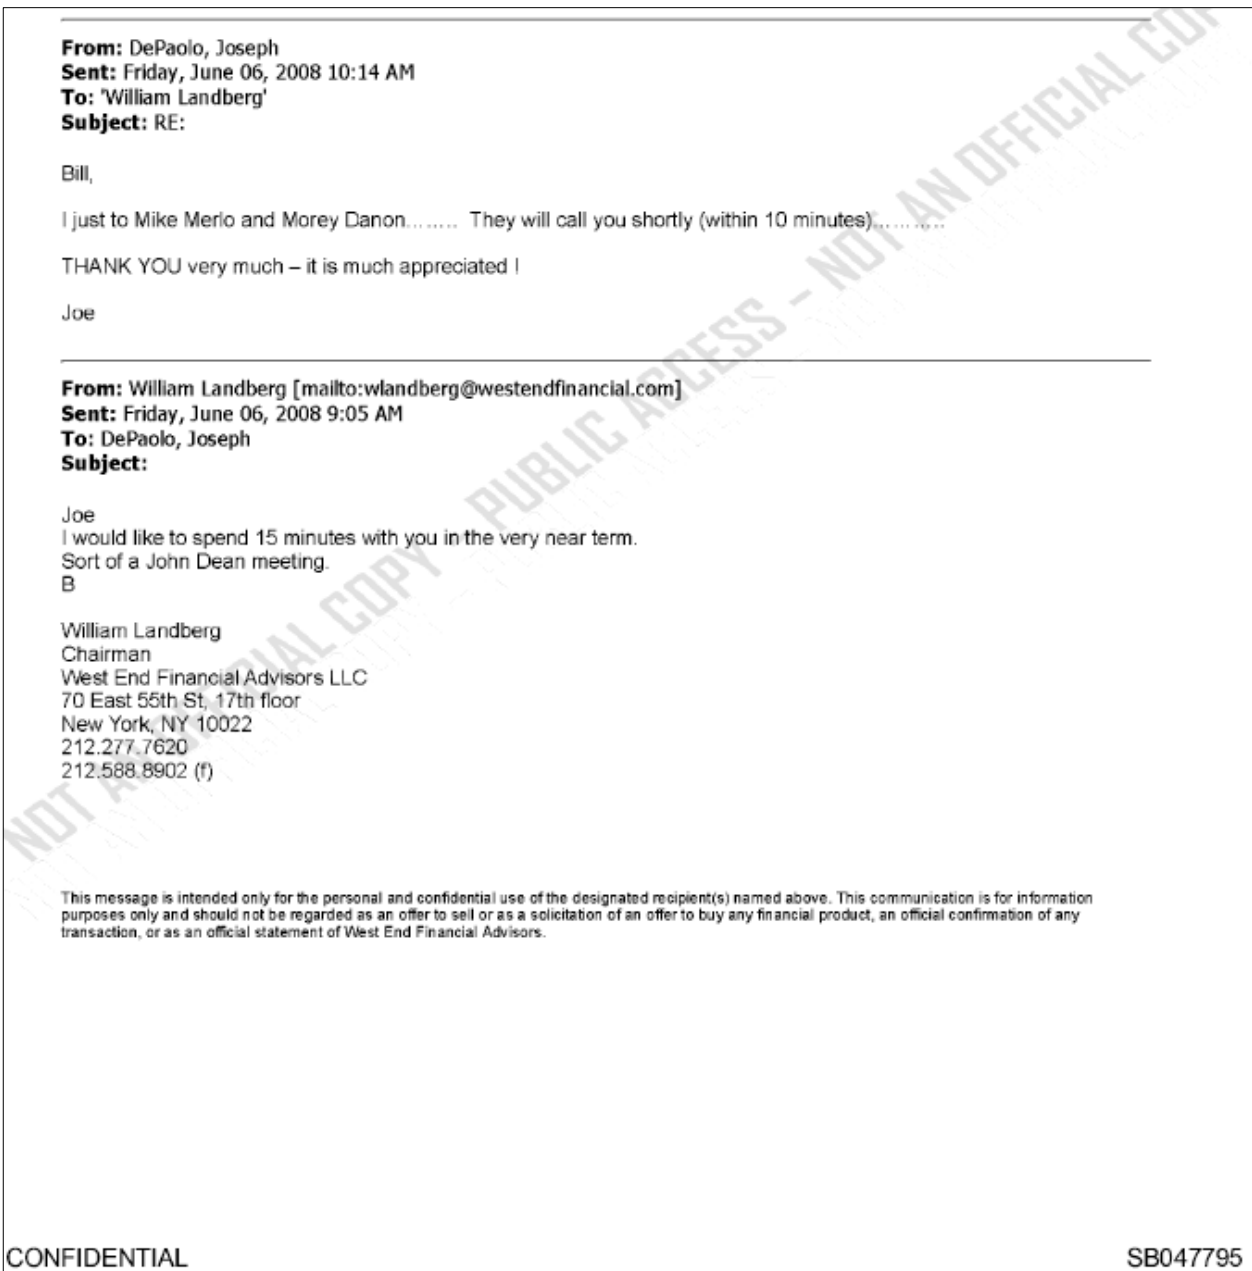 From: DePaolo, Joseph
Sent: Friday, June 06, 2008 10:14 AM
To: 'William Landberg'
Subject: RE:
Bill,
I just to Mike Merlo and Morey Danon........ They will call you shortly (within 10 minutes)...........
THANK YOU very much – it is much appreciated !
Joe
From: William Landberg [mailto:wlandberg@westendfinancial.com]
Sent: Friday, June 06, 2008 9:05 AM
To: DePaolo, Joseph
Subject:
Joe
I would like to spend 15 minutes with you in the very near term.
Sort of a John Dean meeting.
B
William Landberg
Chairman
West End Financial Advisors LLC
70 East 55th St, 17th floor
New York, NY 10022
212.277.7620
212.588.8902 (f)
This message is intended only for the personal and confidential use of the designated recipient(s) named above. This communication is for information
purposes only and should not be regarded as an offer to sell or as a solicitation of an offer to buy any financial product, an official confirmation of any
transaction, or as an official statement of West End Financial Advisors.
NOT AN OFFICIAL COPY - PUBLIC ACCESS - NOT AN OFFICIAL COPY
CONFIDENTIAL
SB047795